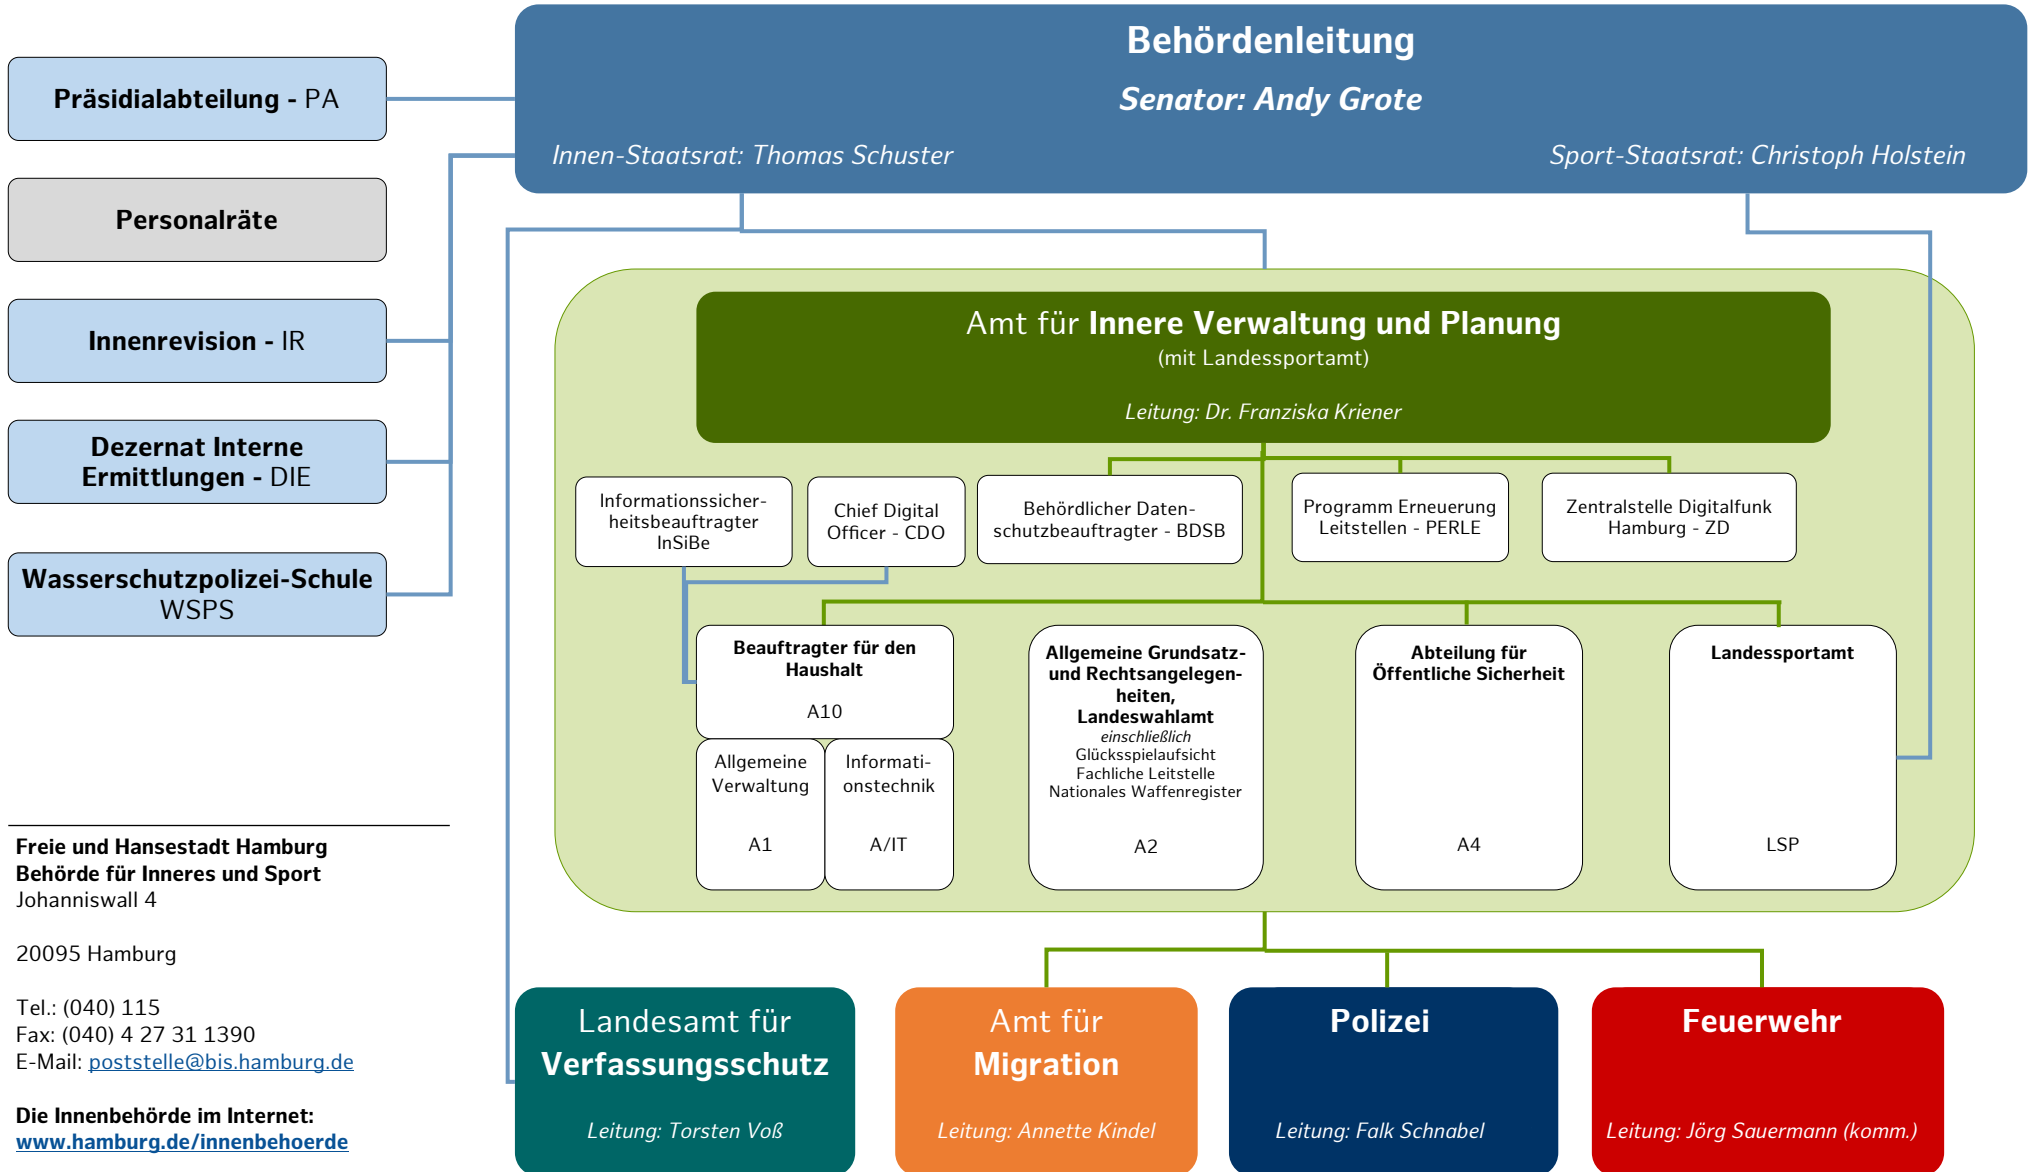 Behördenleitung
Senator: Andy Grote
Innen-Staatsrat: Thomas Schuster
Sport-Staatsrat: Christoph Holstein
Präsidialabteilung - PA
Personalräte
Innenrevision - IR
Dezernat Interne
Ermittlungen - DIE
Wasserschutzpolizei-Schule
WSPS
Amt für Innere Verwaltung und Planung
(mit Landessportamt)
Leitung: Dr. Franziska Kriener
Informationssicher-
heitsbeauftragter
InSiBe
Chief Digital
Officer - CDO
Behördlicher Daten-
schutzbeauftragter - BDSB
Programm Erneuerung
Leitstellen - PERLE
Zentralstelle Digitalfunk
Hamburg - ZD
Beauftragter für den
Haushalt
A10
Allgemeine
Verwaltung
A1
Informati-
onstechnik
A/IT
Allgemeine Grundsatz-
und Rechtsangelegen-
heiten,
Landeswahlamt
einschließlich
Glücksspielaufsicht
Fachliche Leitstelle
Nationales Waffenregister
A2
Abteilung für
Öffentliche Sicherheit
A4
Landessportamt
LSP
Landesamt für
Verfassungsschutz
Leitung: Torsten Voß
Amt für
Migration
Leitung: Annette Kindel
Polizei
Leitung: Falk Schnabel
Feuerwehr
Leitung: Jörg Sauermann (komm.)
Freie und Hansestadt Hamburg
Behörde für Inneres und Sport
Johanniswall 4
20095 Hamburg
Tel.: (040) 115
Fax: (040) 4 27 31 1390
E-Mail: poststelle@bis.hamburg.de
Die Innenbehörde im Internet:
www.hamburg.de/innenbehoerde